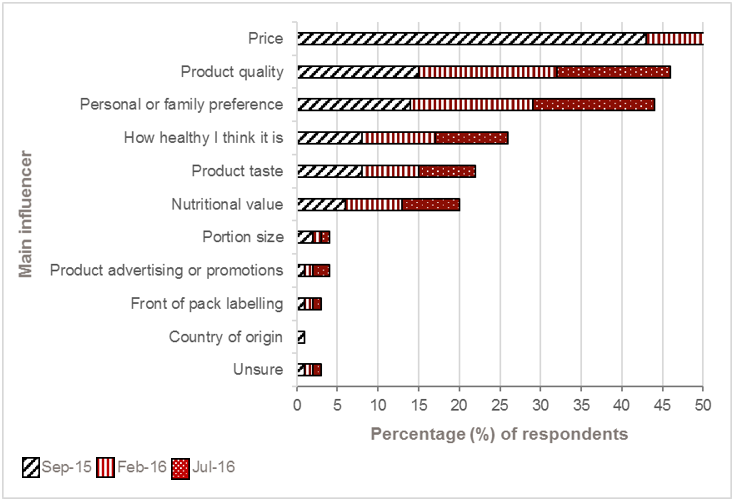 Price
Product quality
Personal or family preference
How healthy I think it is
Product taste
Nutritional value
Portion size
Product advertising or promotions
Front of pack labelling
Country of origin
Unsure
Main influencer
0 5 10 15 20 25 30 35 40 45 50
Percentage (%) of respondents
Sep-15 Feb-16 Jul-16